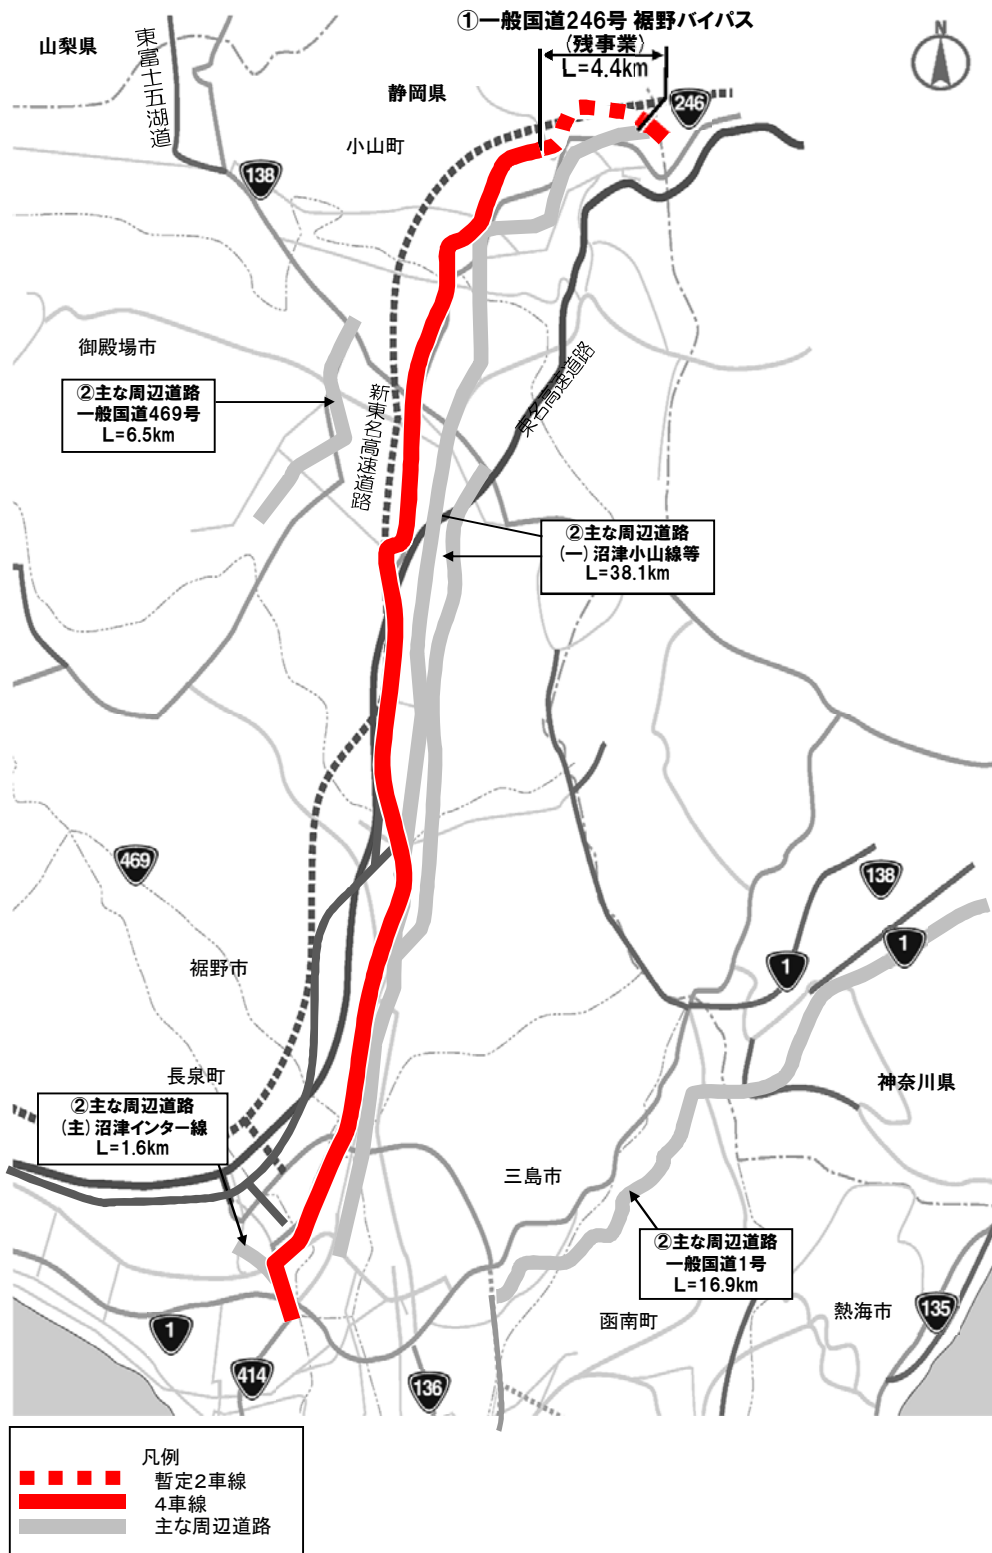 ①一般国道246号 裾野バイパス
(残事業)
L=4.4km
N
山梨県
東富士五湖道
静岡県
小山町
246
138
御殿場市
②主な周辺道路
一般国道469号
L=6.5km
新東名高速道路
東名高速道路
②主な周辺道路
(一)沼津小山線等
L=38.1km
469
138
1
1
裾野市
長泉町
神奈川県
②主な周辺道路
(主)沼津インター線
L=1.6km
三島市
②主な周辺道路
一般国道1号
L=16.9km
函南町
熱海市
135
1
414
136
凡例
暫定2車線
4車線
主な周辺道路